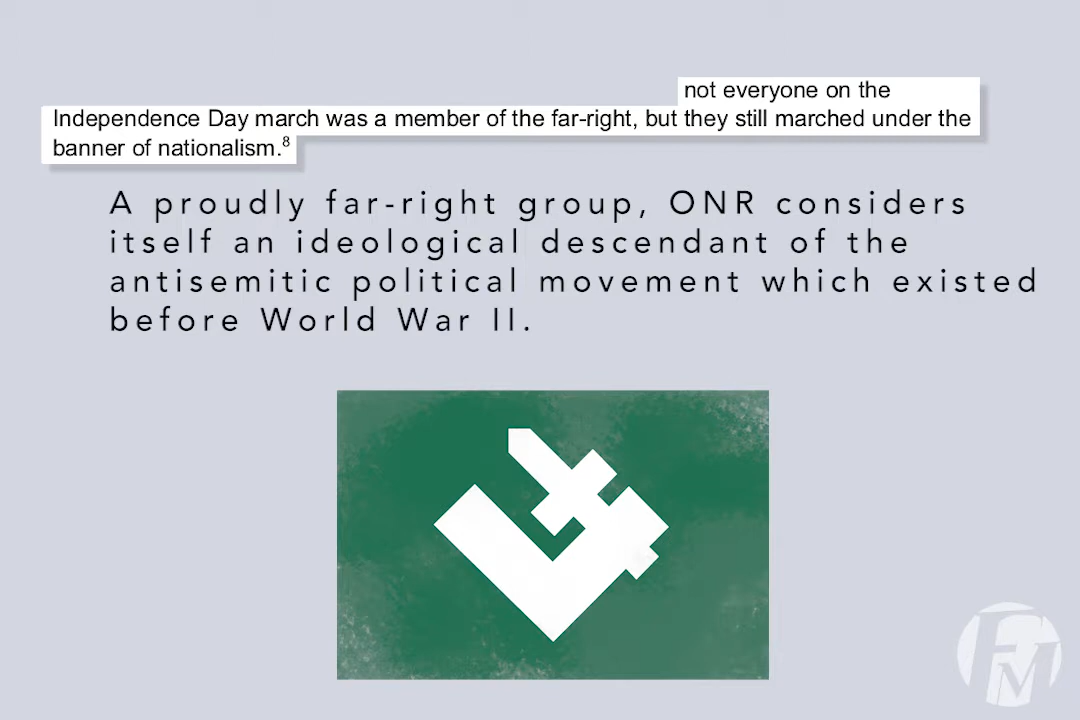 not everyone on the
Independence Day march was a member of the far-right, but they still marched under the
banner of nationalism.8
A proudly far-right group, ONR considers
itself an ideological descendant of the
antisemitic political movement which existed
before World War II.